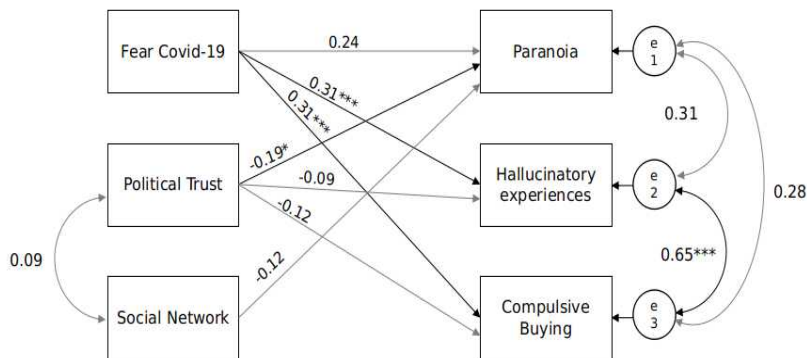 Fear Covid-19
0.24
Paranoia
e
1
0.31***
0.31***
0.31
-0.19*
Political Trust
-0.09
Hallucinatory
experiences
e
2
0.28
-0.12
0.09
0.65***
-0.12
Social Network
Compulsive
Buying
e
3